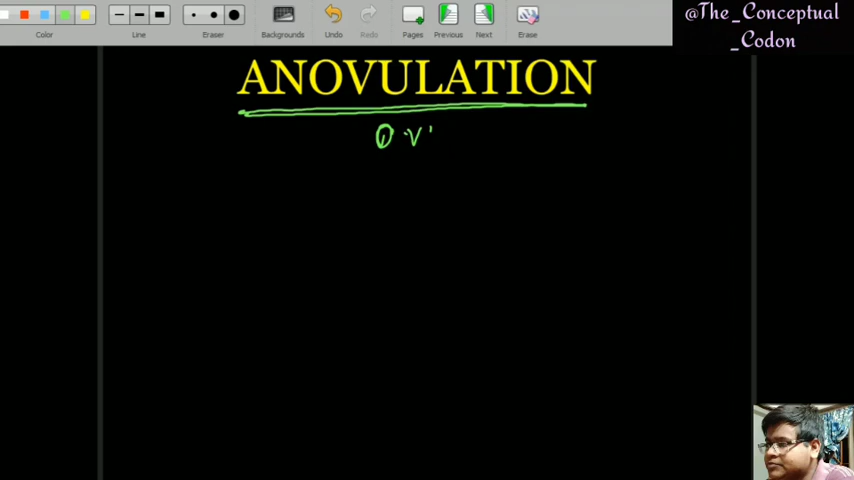 @The_Conceptual
_Codon
Color
Line
Eraser
Backgrounds
Undo
Redo
Pages
Previous
Next
Erase
ANOVULATION